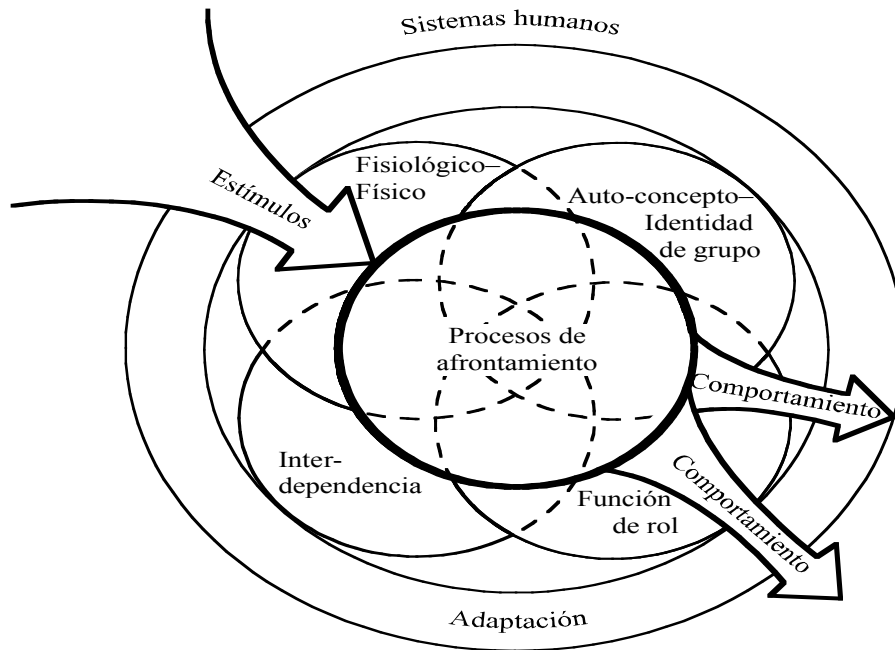 Sistemas humanos
Fisiológico–
Físico
Estímulos
Auto-concepto–
Identidad
de grupo
Procesos de
afrontamiento
Comportamiento
Inter-
dependencia
Función
de rol
Comportamiento
Adaptación